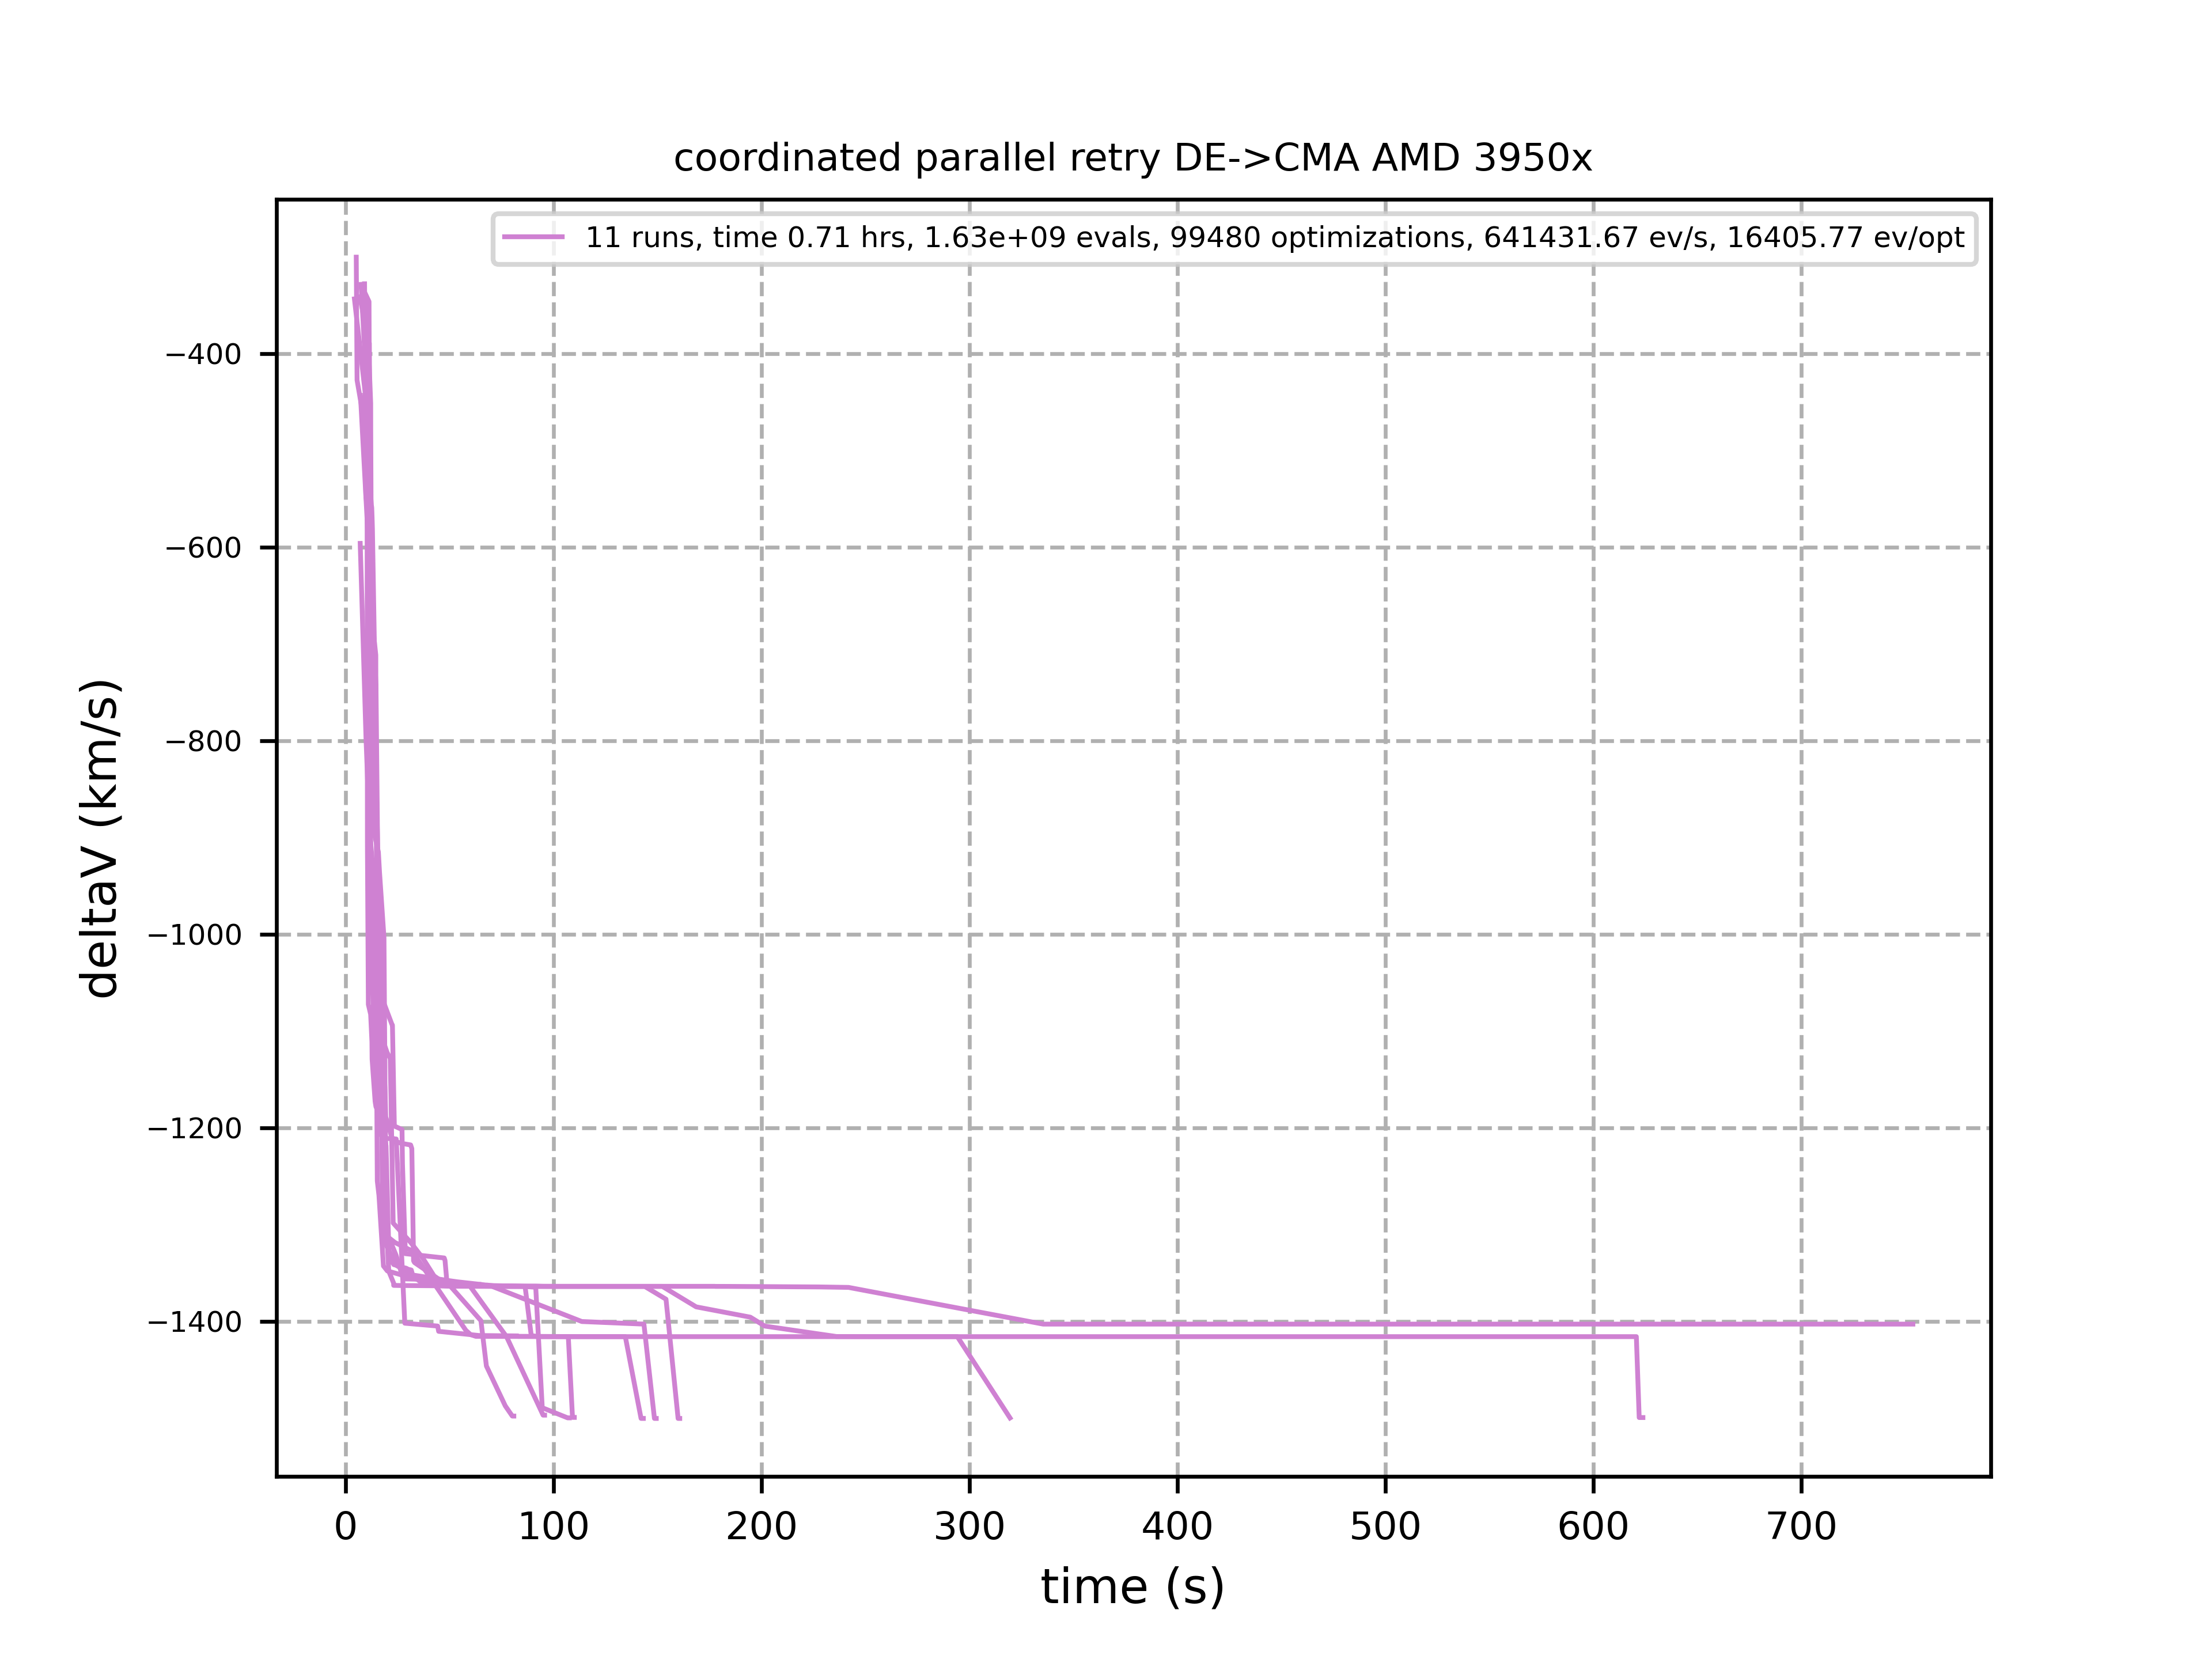 coordinated parallel retry DE->CMA AMD 3950x
11 runs, time 0.71 hrs, 1.63e+09 evals, 99480 optimizations, 641431.67 ev/s, 16405.77 ev/opt
deltaV (km/s)
−400
−600
−800
−1000
−1200
−1400
0 100 200 300 400 500 600 700
time (s)